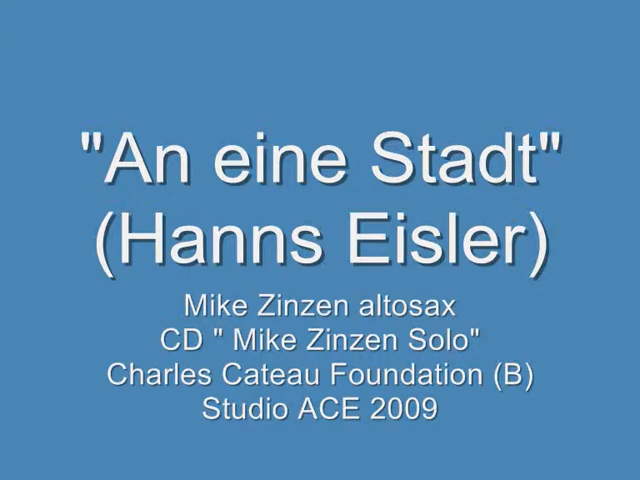 "An eine Stadt"
(Hanns Eisler)
Mike Zinzen altosax
CD " Mike Zinzen Solo"
Charles Cateau Foundation (B)
Studio ACE 2009